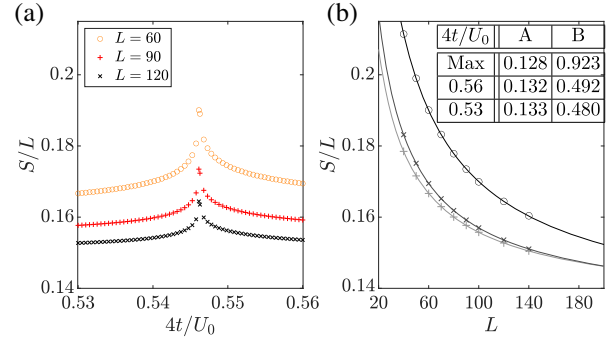 (a)
L = 60
L = 90
L = 120
0.2
0.18
0.16
0.14
S/L
0.53
0.54
0.55
0.56
4t/U₀
(b)
4t/U₀ A B
Max 0.128 0.923
0.56 0.132 0.492
0.53 0.133 0.480
0.2
0.18
0.16
0.14
S/L
20
60
100
140
L